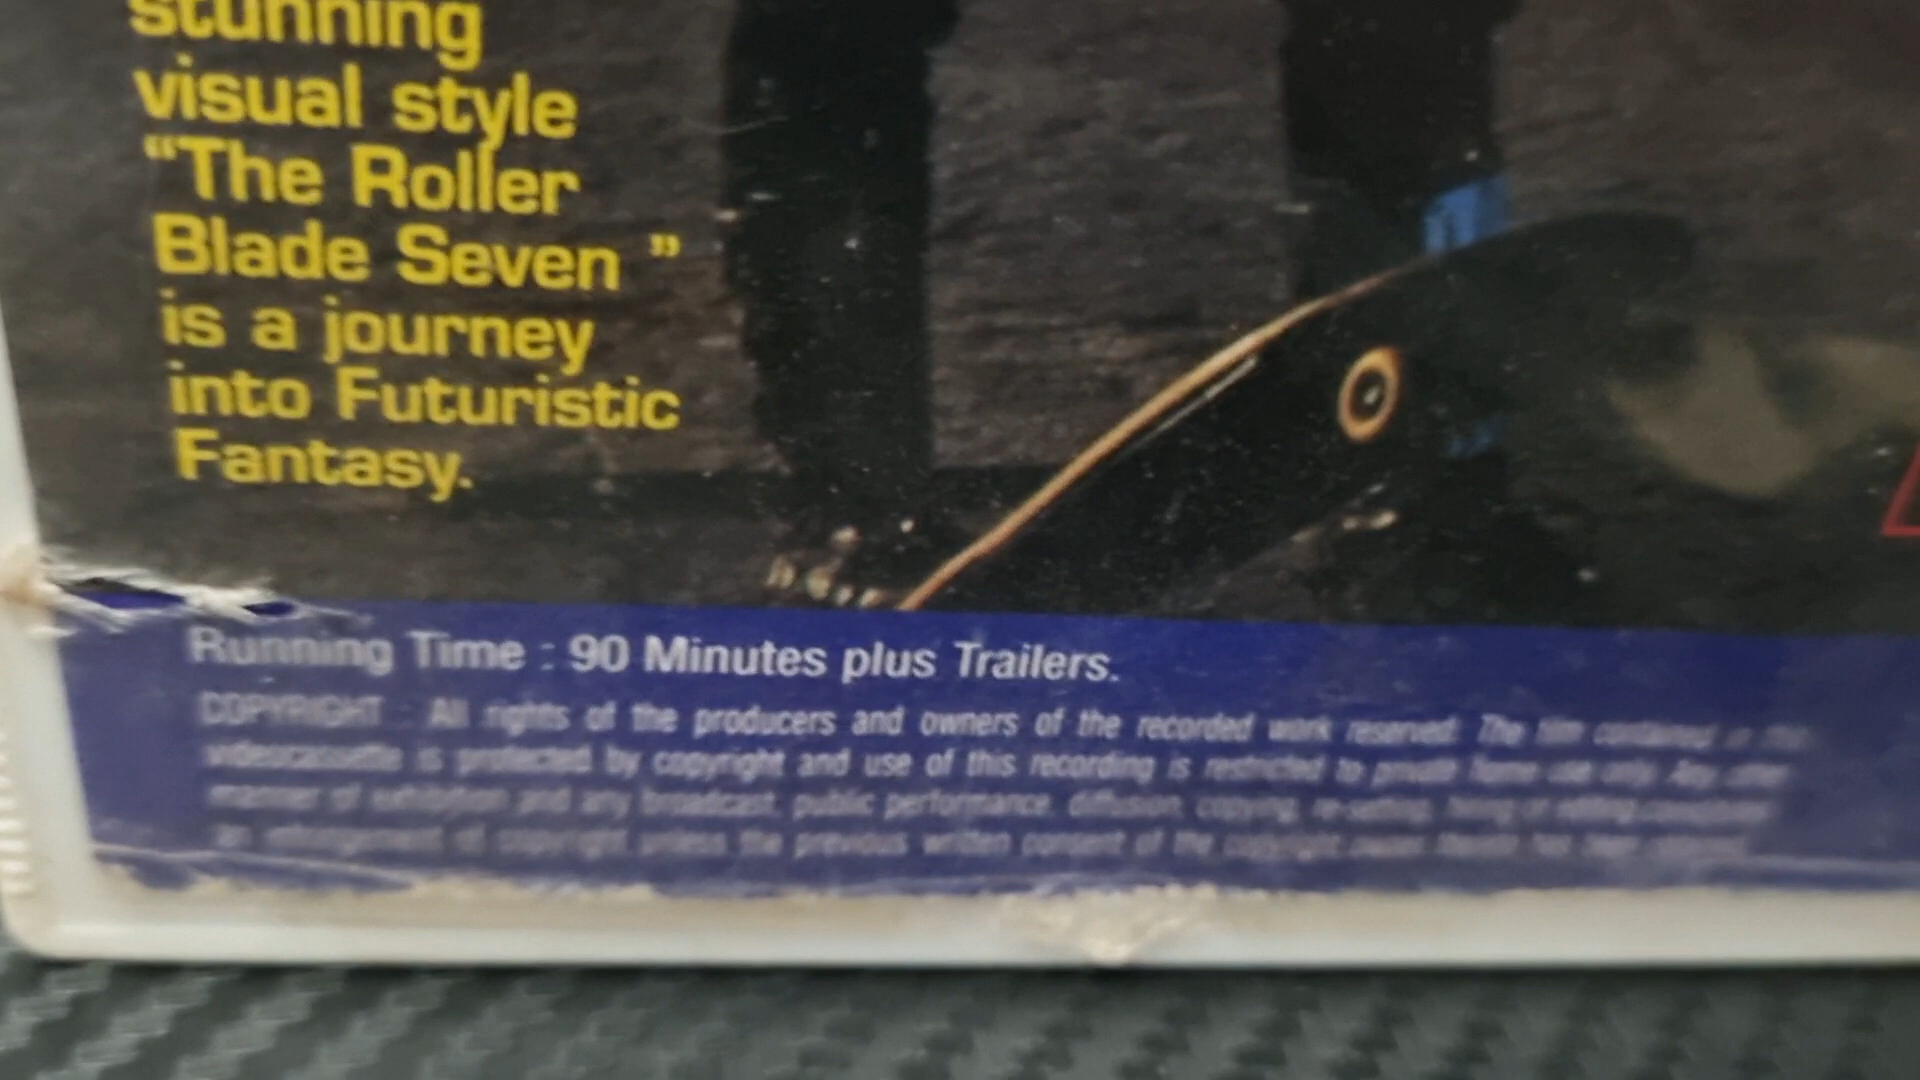 stunning
visual style
“The Roller
Blade Seven ”
is a journey
into Futuristic
Fantasy.
Running Time : 90 Minutes plus Trailers.
COPYRIGHT : All rights of the producers and owners of the recorded work reserved. The film contained in this
videocassette is protected by copyright and use of this recording is restricted to private home use only. Any other
manner of exhibition and any broadcast, public performance, diffusion, copying, re-selling, hiring or editing
of copyright unless the previous written consent of the copyright owner